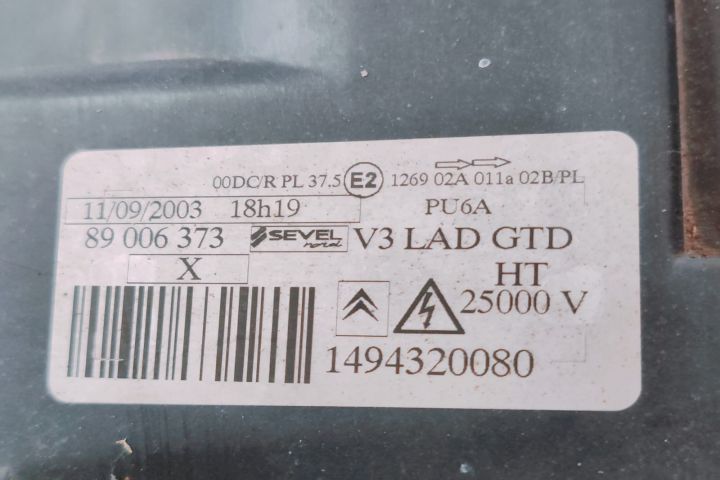 00DC/R PL 37.5 E2 1269 02A 011a 02B/PL
11/09/2003 18h19 PU6A
89 006 373 SEVEL nord V3 LAD GTD
X HT
25000 V
1494320080